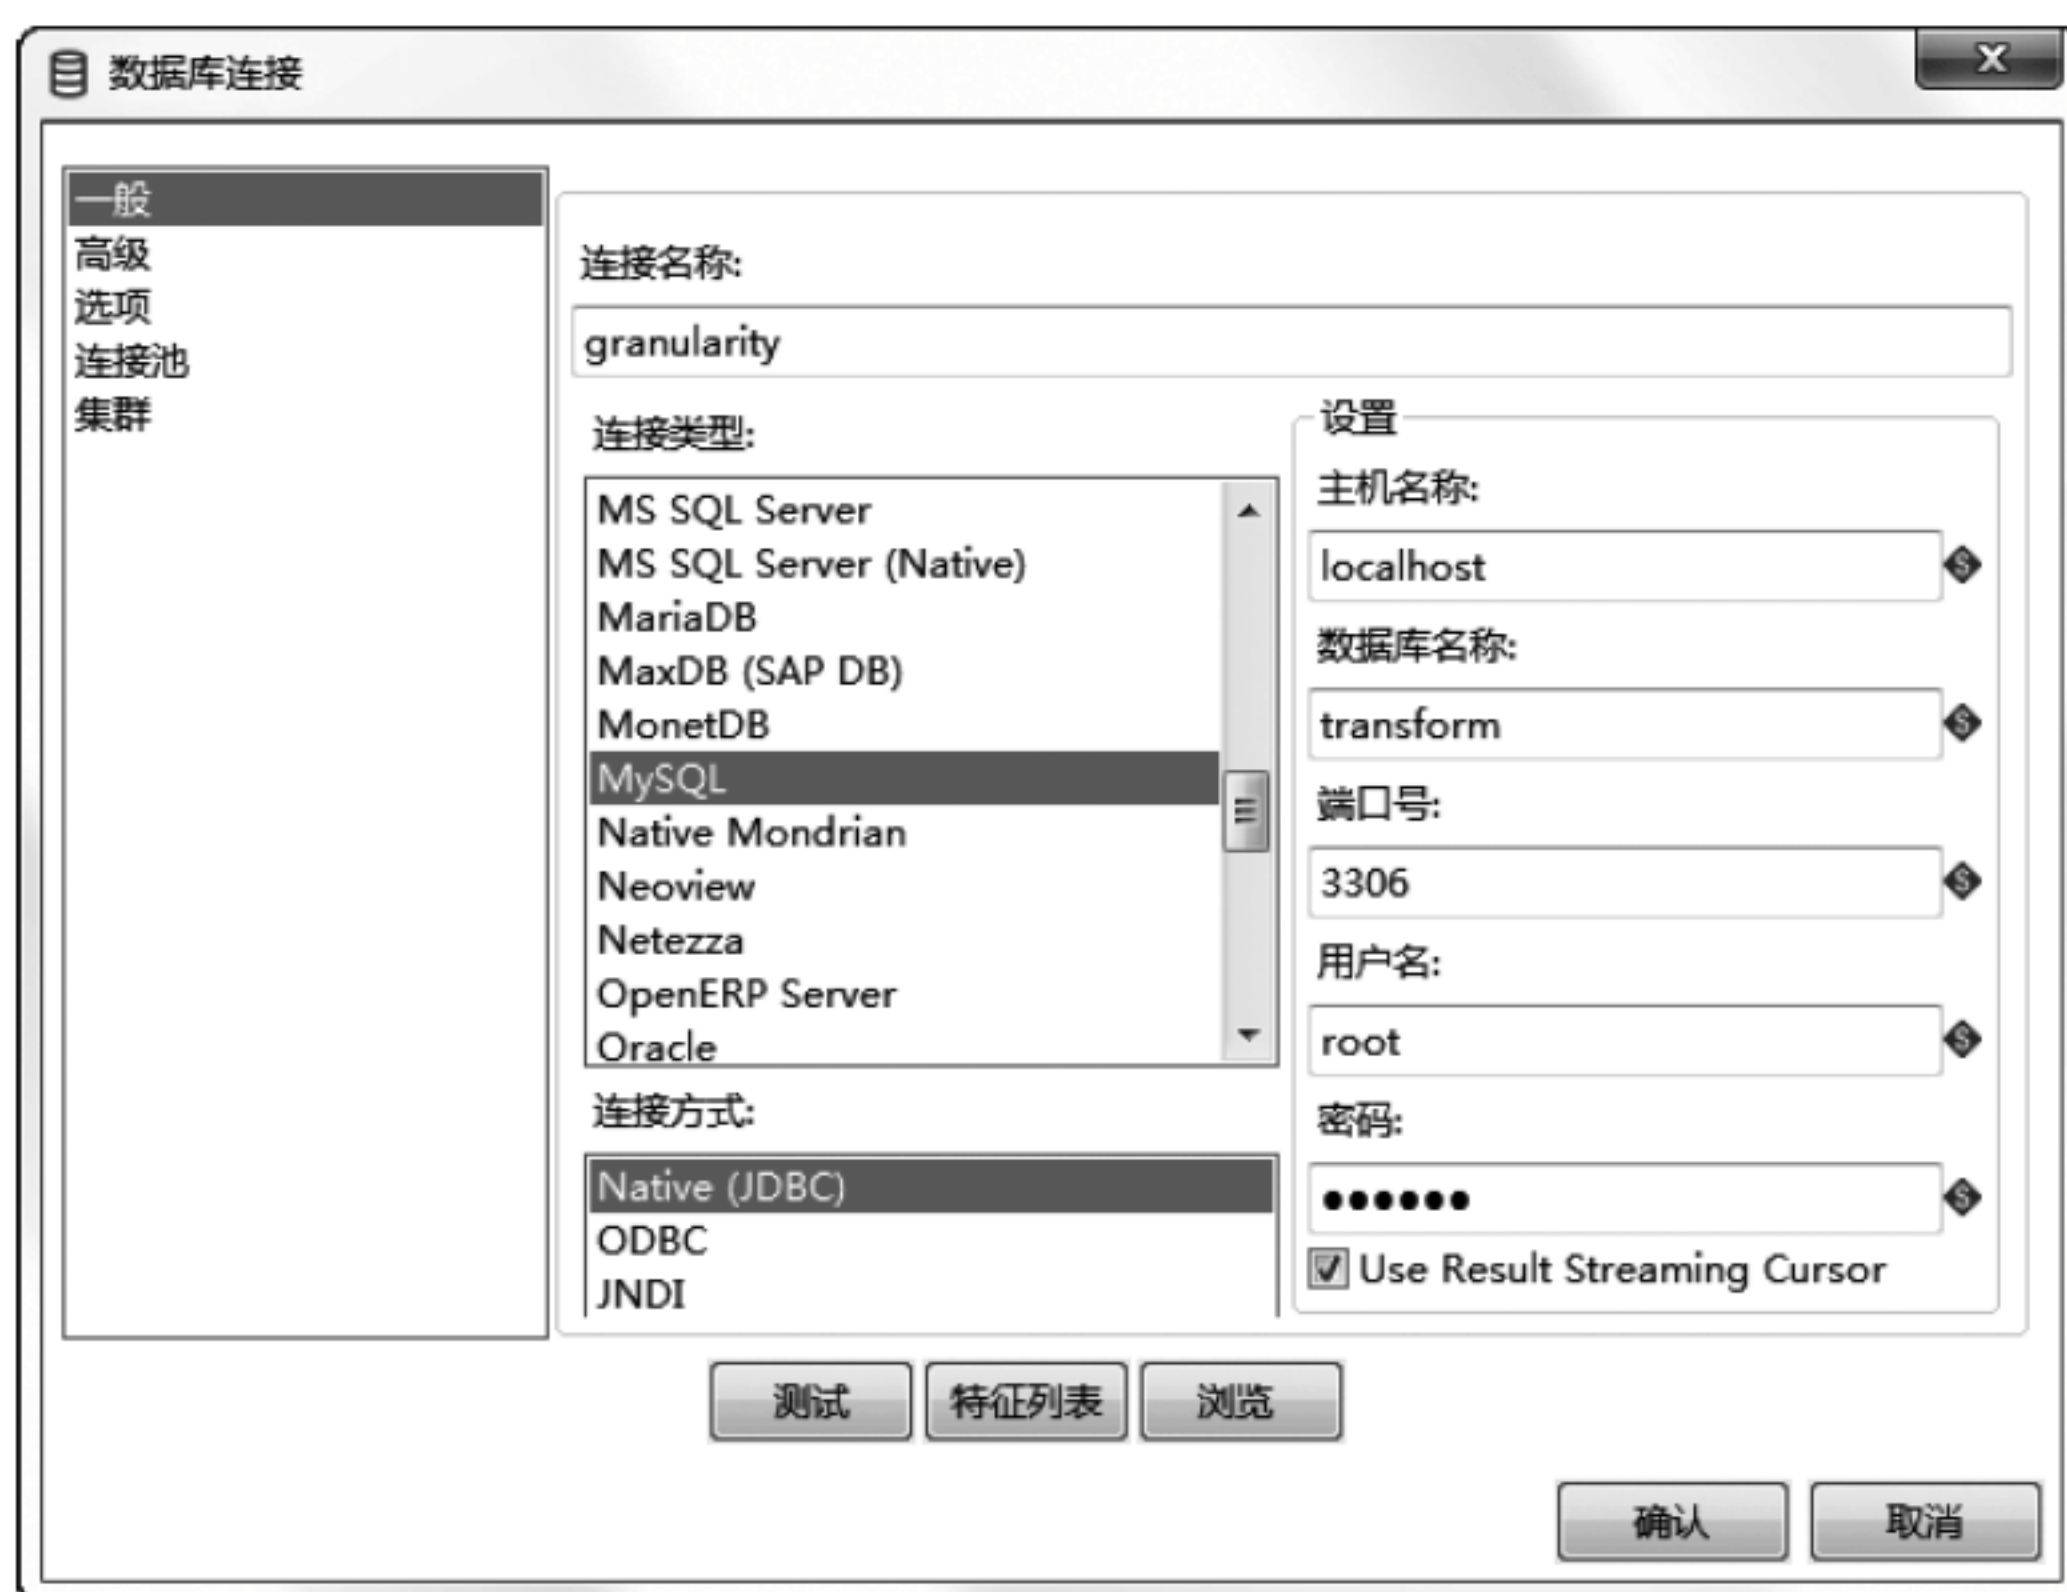 数据库连接
一般
高级
选项
连接池
集群
连接名称:
granularity
连接类型:
MS SQL Server
MS SQL Server (Native)
MariaDB
MaxDB (SAP DB)
MonetDB
MySQL
Native Mondrian
Neoview
Netezza
OpenERP Server
Oracle
连接方式:
Native (JDBC)
ODBC
JNDI
设置
主机名称:
localhost
数据库名称:
transform
端口号:
3306
用户名:
root
密码:
●●●●●●
Use Result Streaming Cursor
测试 特征列表 浏览
确认 取消